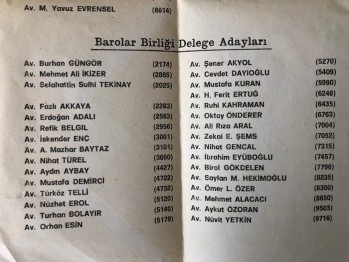 Av. M. Yavuz EVRENSEL (8614)
Barolar Birliği Delege Adayları
Av. Burhan GÜNGÖR (2174)
Av. Mehmet Ali İKİZER (2865)
Av. Selahattin Sulhi TEKİNAY (2025)
Av. Fazlı AKKAYA (2283)
Av. Erdoğan ADALI (2563)
Av. Refik BELGİL (2956)
Av. İskender ENÇ (3001)
Av. A. Mazhar BAYTAZ (3101)
Av. Nihat TÜREL (3690)
Av. Aydın AYBAY (4427)
Av. Mustafa DEMİRCİ (4722)
Av. Türköz TELLİ (4732)
Av. Nüzhet EROL (5120)
Av. Turhan BOLAYIR (5140)
Av. Orhan ESİN (5179)
Av. Şener AKYOL (5270)
Av. Cevdet DAYIOĞLU (5409)
Av. Mustafa KURAN (5990)
Av. H. Ferit ERTUĞ (6246)
Av. Ruhi KAHRAMAN (6435)
Av. Oktay ÖNDERER (6763)
Av. Ali Rıza ARAL (7004)
Av. Zekai E. ŞEMS (7052)
Av. Nihat GENCAL (7315)
Av. İbrahim EYÜBOĞLU (7457)
Av. Birol GÖKDELEN (7796)
Av. Saylan M. HEKİMOĞLU (8235)
Av. Ömer L. ÖZER (8300)
Av. Mehmet ALACACI (8850)
Av. Aykut ÖZORAN (9503)
Av. Nüvit YETKİN (9716)